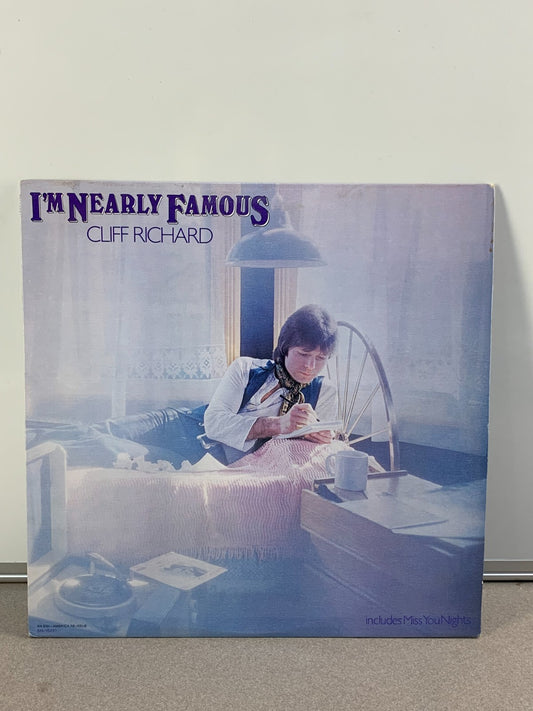 I'M NEARLY FAMOUS
CLIFF RICHARD
includes Miss You Nights